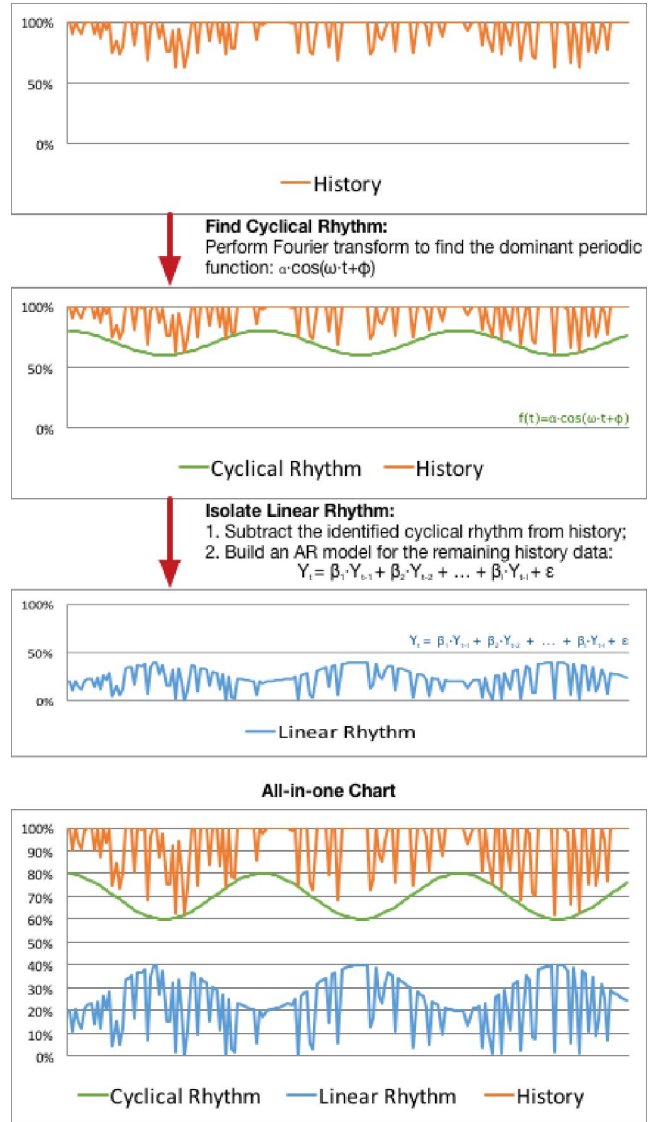 100%
50%
0%
History
Find Cyclical Rhythm:
Perform Fourier transform to find the dominant periodic
function: α·cos(ω·t+ϕ)
100%
50%
0%
f(t)=α·cos(ω·t+ϕ)
Cyclical Rhythm History
Isolate Linear Rhythm:
1. Subtract the identified cyclical rhythm from history;
2. Build an AR model for the remaining history data:
Yₜ = β₁·Yₜ₋₁ + β₂·Yₜ₋₂ + ... + βᵢ·Yₜ₋ᵢ + ε
100%
Yₜ = β₁·Yₜ₋₁ + β₂·Yₜ₋₂ + ... + βᵢ·Yₜ₋ᵢ + ε
50%
0%
Linear Rhythm
All-in-one Chart
100%
90%
80%
70%
60%
50%
40%
30%
20%
10%
0%
Cyclical Rhythm Linear Rhythm History